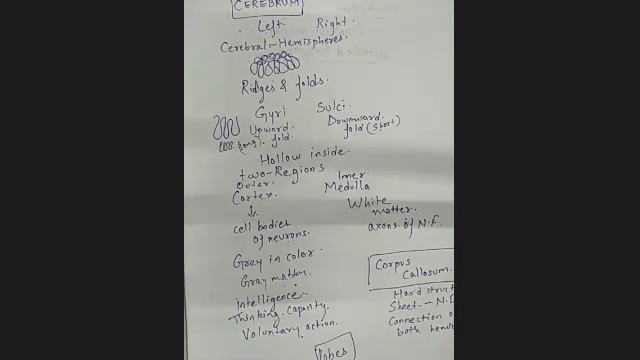 CEREBRUM
Left Right
Cerebral-Hemispheres.
Ridges & folds.
Gyri Sulci
Upward fold. Downward fold (short)
Hollow inside.
two-Regions
Outer Cortex. Inner Medolla
White matter.
cell bodies of neurons. axons of N.F.
Grey in color
Gray matter.
Corpus Callosum.
intelligence
Thinking. capacity.
Voluntary action.
Hard
Sheet - N.
Connection
both
Lobes